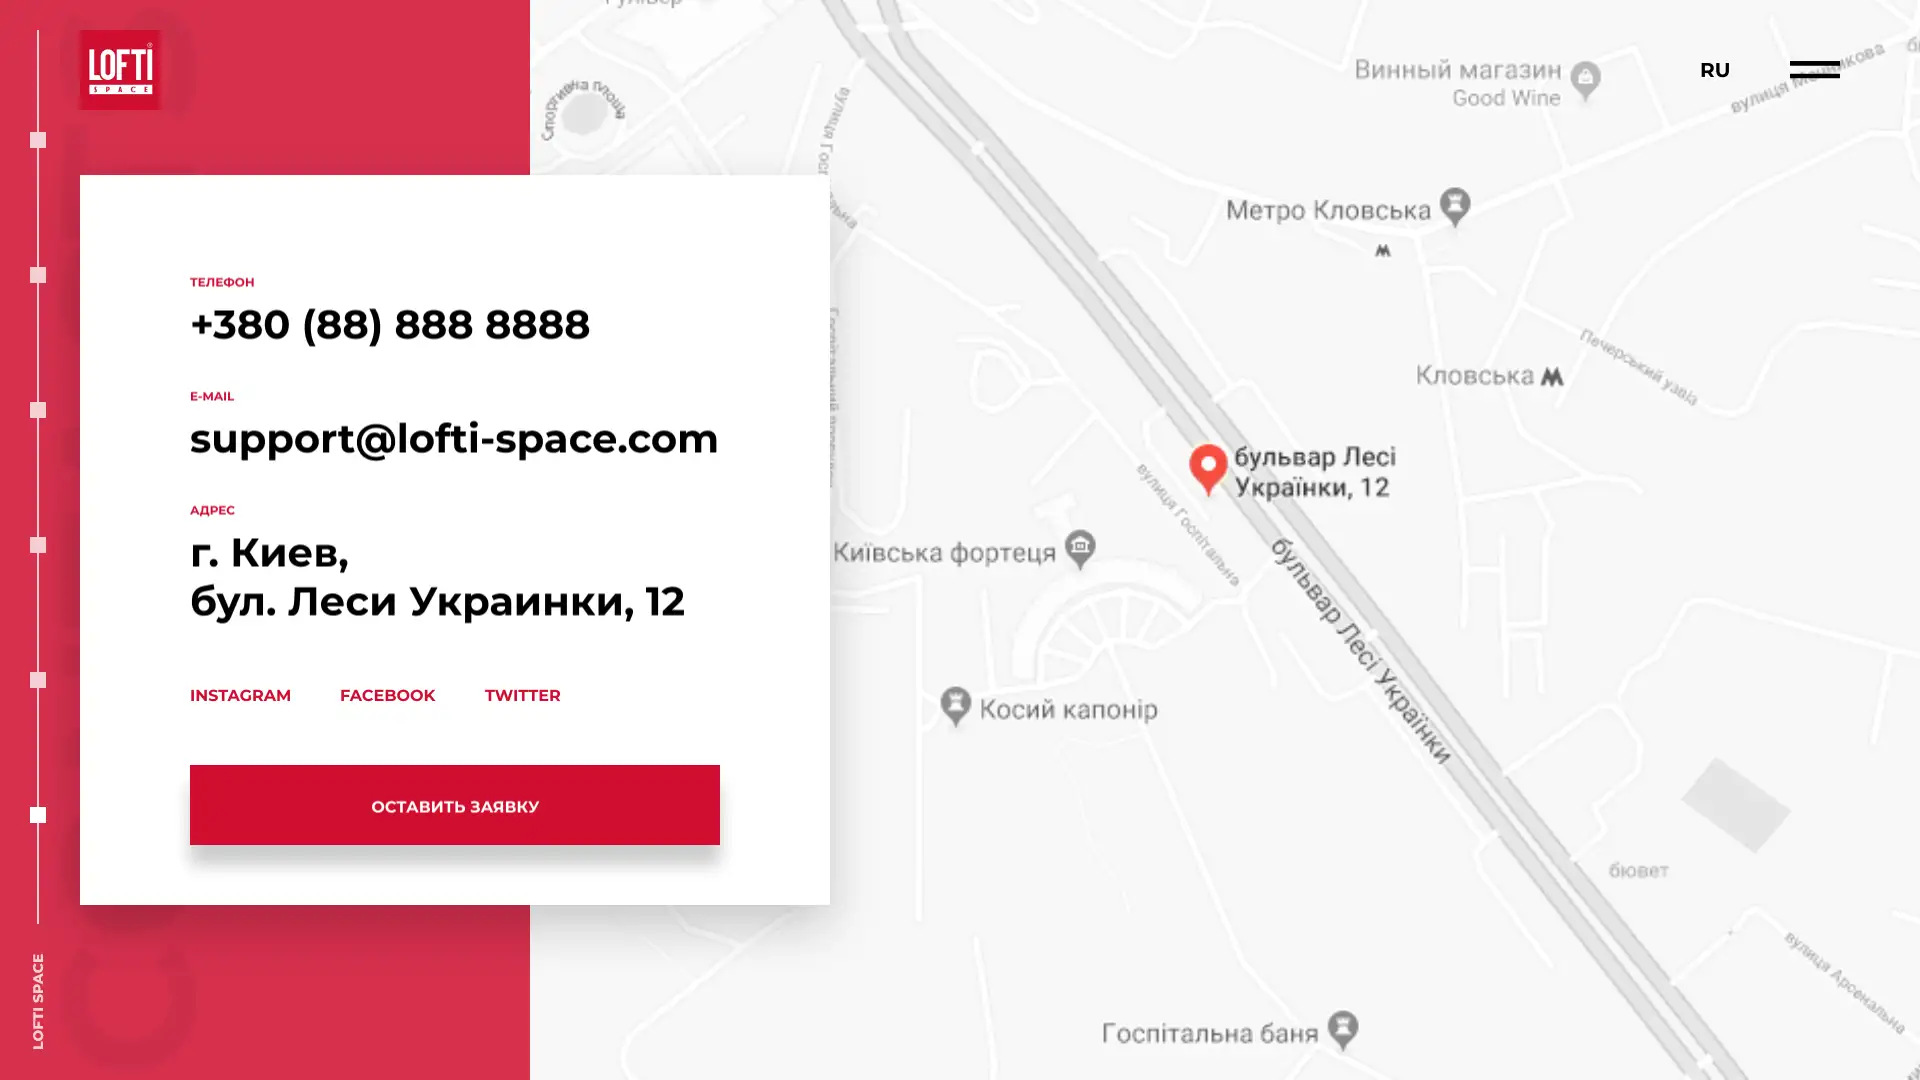 LOFTI
SPACE
RU
ТЕЛЕФОН
+380 (88) 888 8888
E-MAIL
support@lofti-space.com
АДРЕС
г. Киев,
бул. Леси Украинки, 12
INSTAGRAM
FACEBOOK
TWITTER
ОСТАВИТЬ ЗАЯВКУ
LOFTI SPACE
Спортивна площа
Винный магазин
Good Wine
Метро Кловська
Кловська
Печерський узвіз
бульвар Лесі
Українки, 12
вулиця Госпітальна
Київська фортеця
бульвар Лесі Українки
Косий капонір
бювет
вулиця Арсенальна
Госпітальна баня